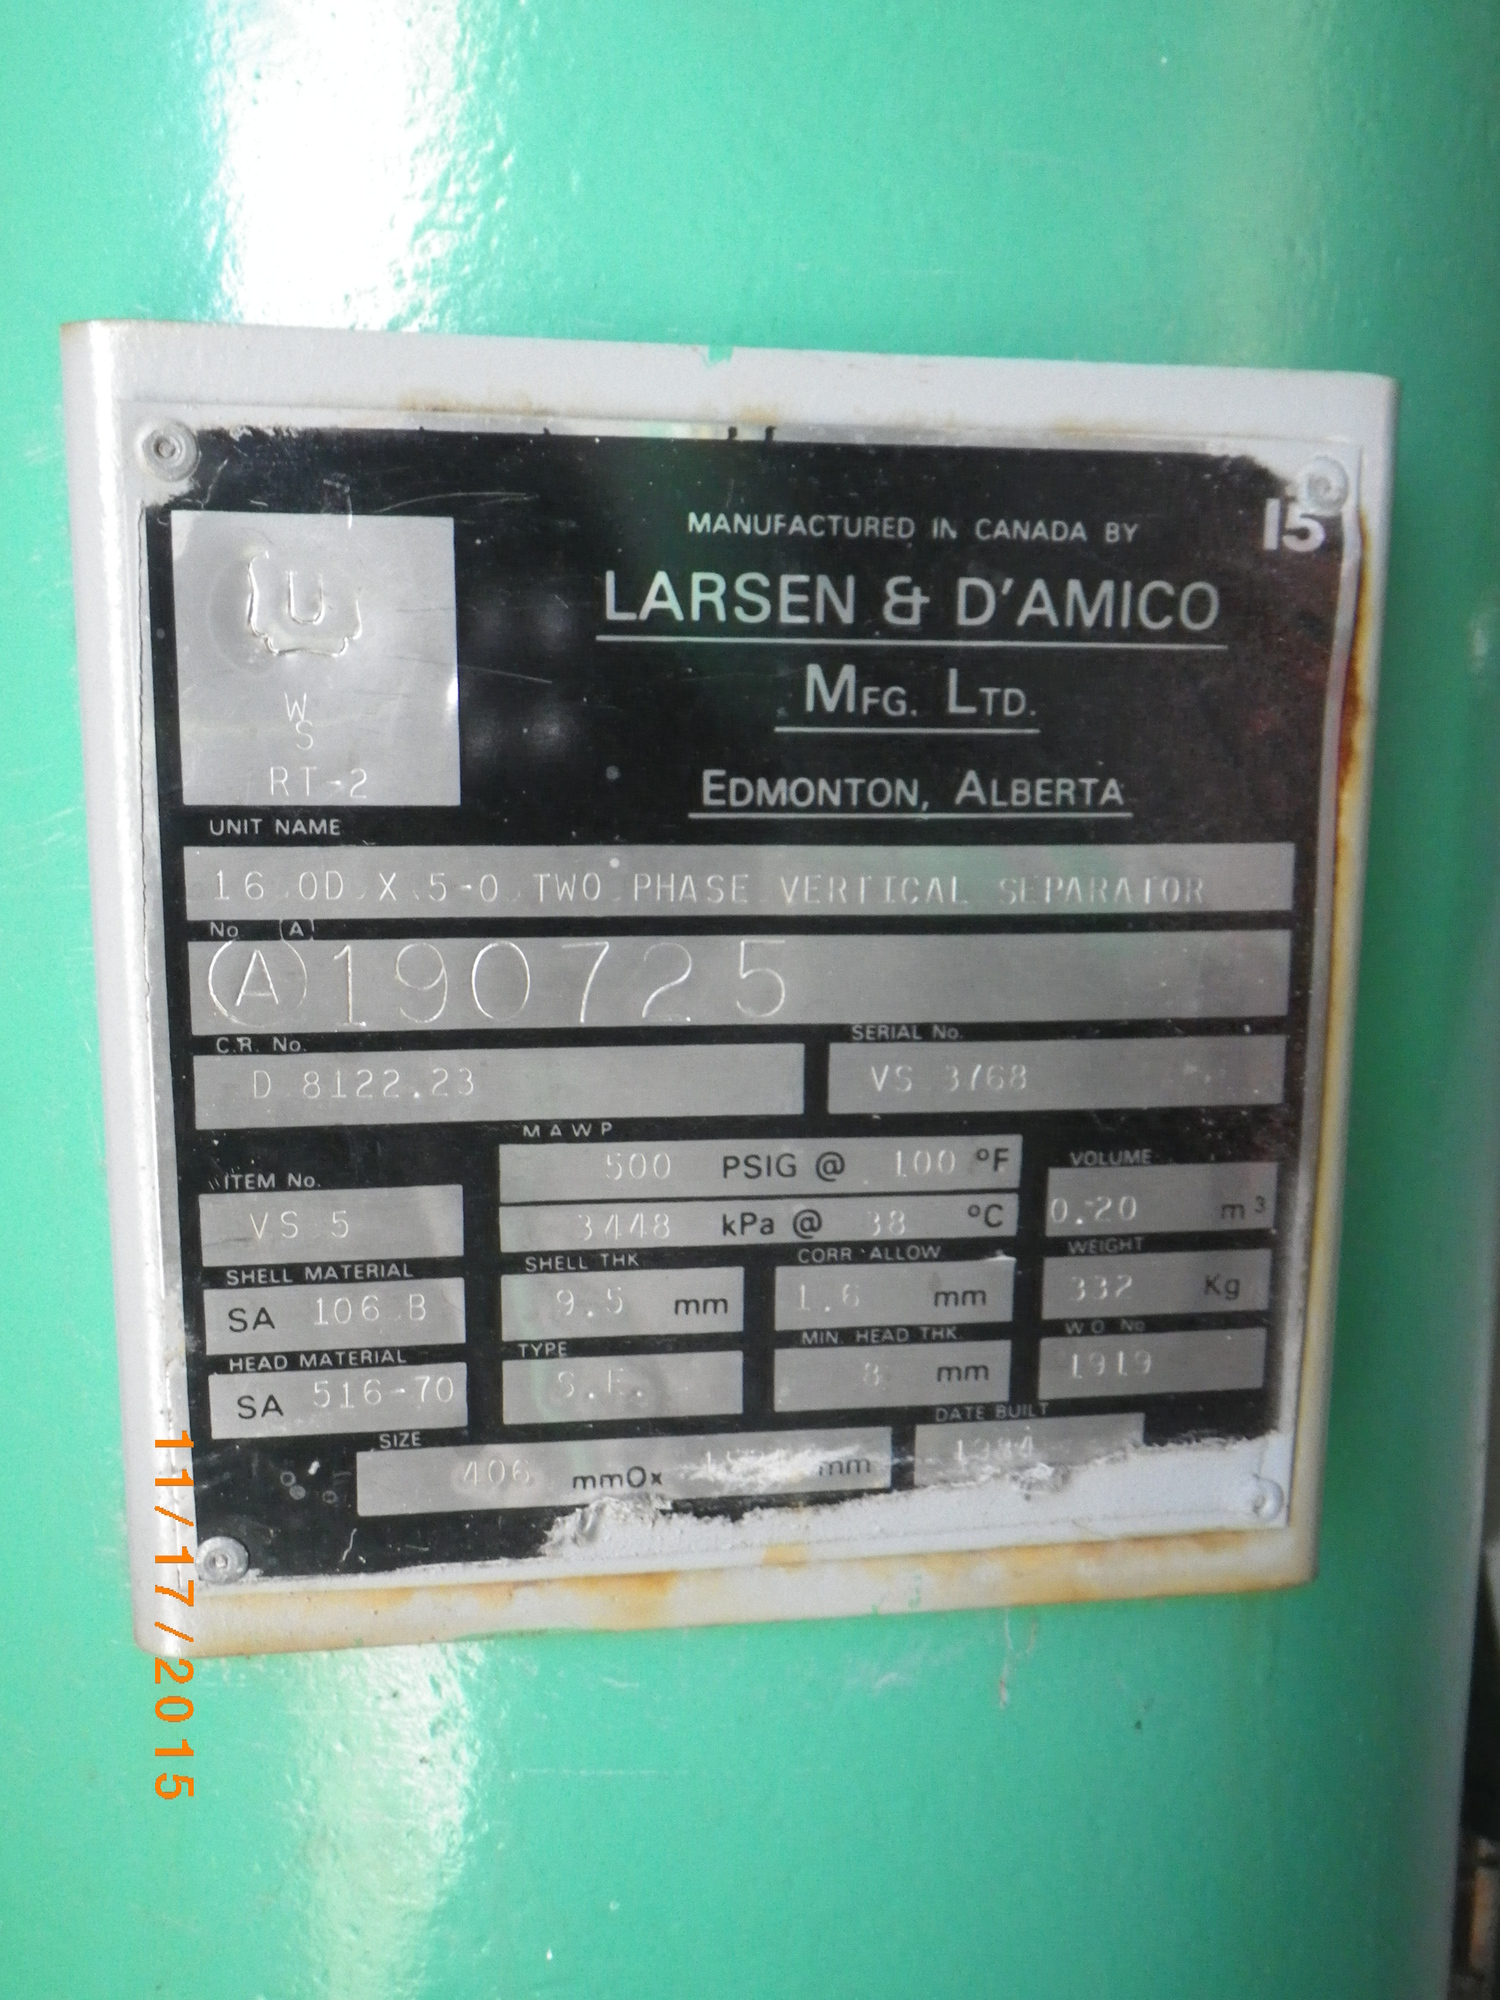 MANUFACTURED IN CANADA BY
15
LARSEN & D'AMICO
MFG. LTD.
EDMONTON, ALBERTA
U
W
S
RT-2
UNIT NAME
16 OD X 5-0 TWO PHASE VERTICAL SEPARATOR
No. (A)
(A) 190725
C.R. No.
D 8122.23
SERIAL No.
VS 3768
ITEM No.
VS 5
MAWP
500 PSIG @ 100 °F
3448 kPa @ 38 °C
VOLUME
0.20 m³
SHELL MATERIAL
SA 106 B
SHELL THK
9.5 mm
CORR. ALLOW
1.6 mm
WEIGHT
332 Kg
HEAD MATERIAL
SA 516-70
TYPE
MIN. HEAD THK.
8 mm
W O No
1919
SIZE
406 mmOx mm
DATE BUILT
11/17/2015